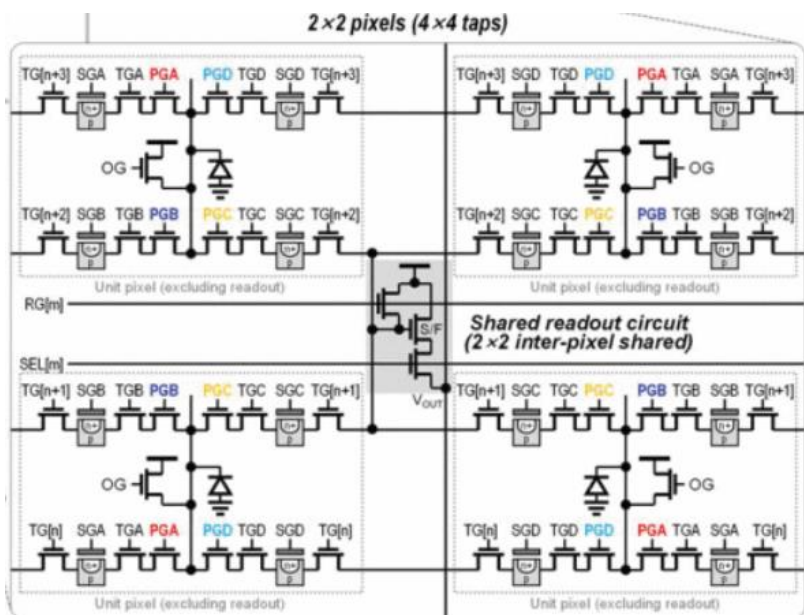 2×2 pixels (4×4 taps)
TG[n+3] SGA TGA PGA PGD TGD SGD TG[n+3] TG[n+3] SGD TGD PGD PGA TGA SGA TG[n+3]
n+ n+ n+ n+
p p p p
OG OG
TG[n+2] SGB TGB PGB PGC TGC SGC TG[n+2] TG[n+2] SGC TGC PGC PGB TGB SGB TG[n+2]
n+ n+ n+ n+
p p p p
Unit pixel (excluding readout) Unit pixel (excluding readout)
RG[m]
S/F Shared readout circuit
(2×2 inter-pixel shared)
SEL[m]
TG[n+1] SGB TGB PGB PGC TGC SGC TG[n+1] VOUT TG[n+1] SGC TGC PGC PGB TGB SGB TG[n+1]
n+ n+ n+ n+
p p p p
OG OG
TG[n] SGA TGA PGA PGD TGD SGD TG[n] TG[n] SGD TGD PGD PGA TGA SGA TG[n]
n+ n+ n+ n+
p p p p
Unit pixel (excluding readout) Unit pixel (excluding readout)